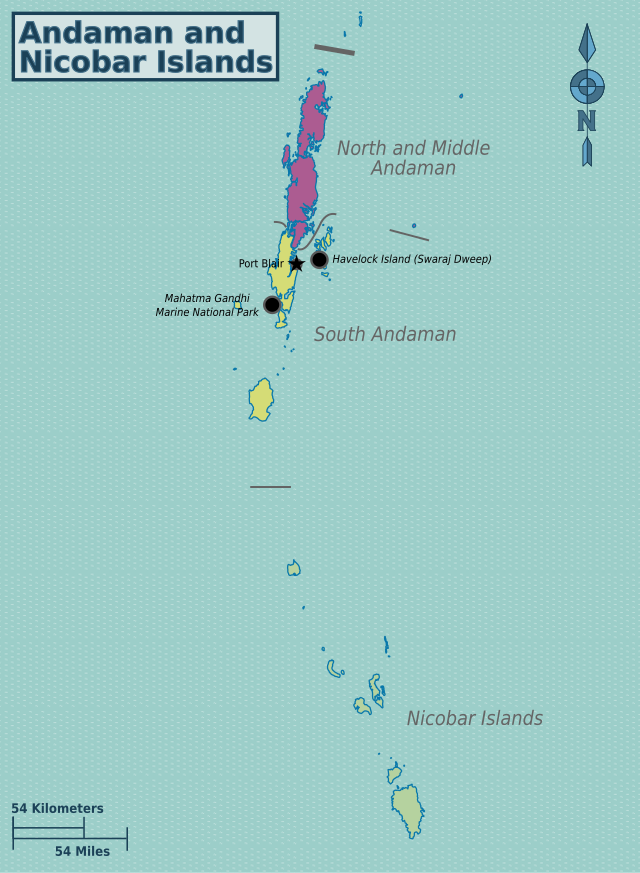 Andaman and
Nicobar Islands
N
North and Middle
Andaman
Port Blair
Havelock Island (Swaraj Dweep)
Mahatma Gandhi
Marine National Park
South Andaman
Nicobar Islands
54 Kilometers
54 Miles